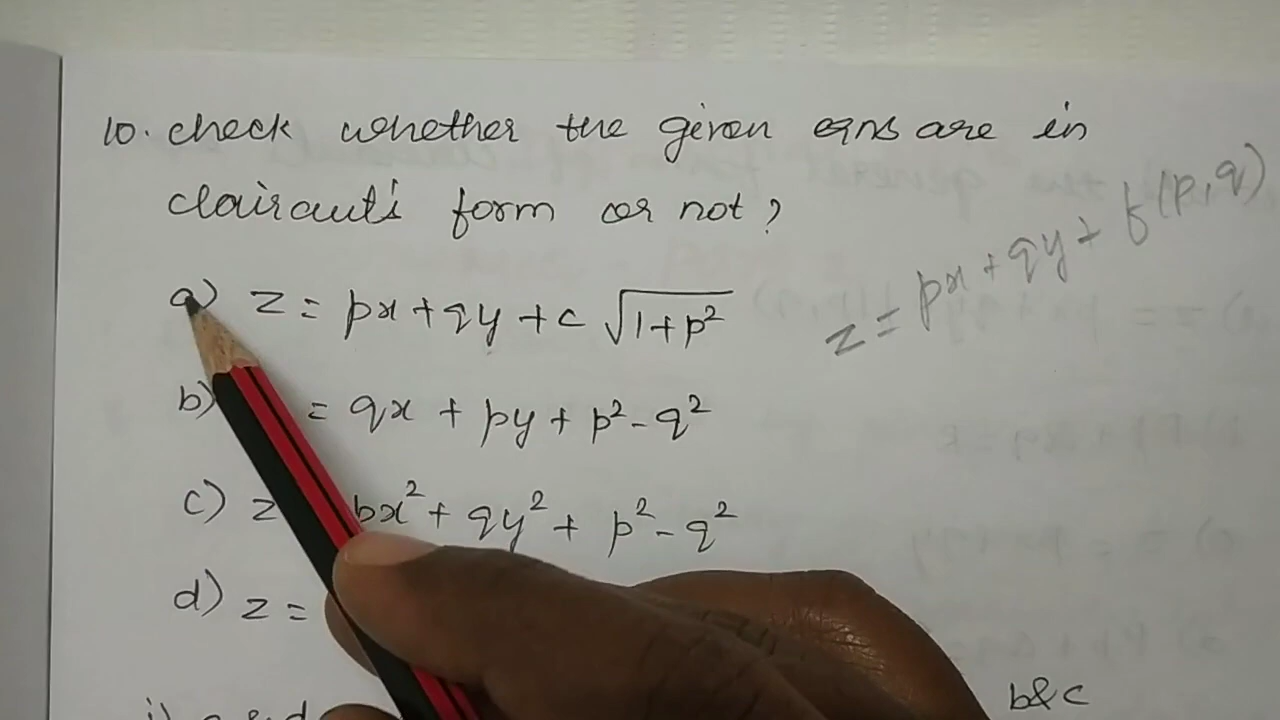 10. check whether the given eqns are in
clairaut's form or not?
z = px + qy + f(p,q)
a) z = px + qy + c √1+p²
b) = qx + py + p² - q²
c) z px² + qy² + p² - q²
d) z =
i) a & d
b&c